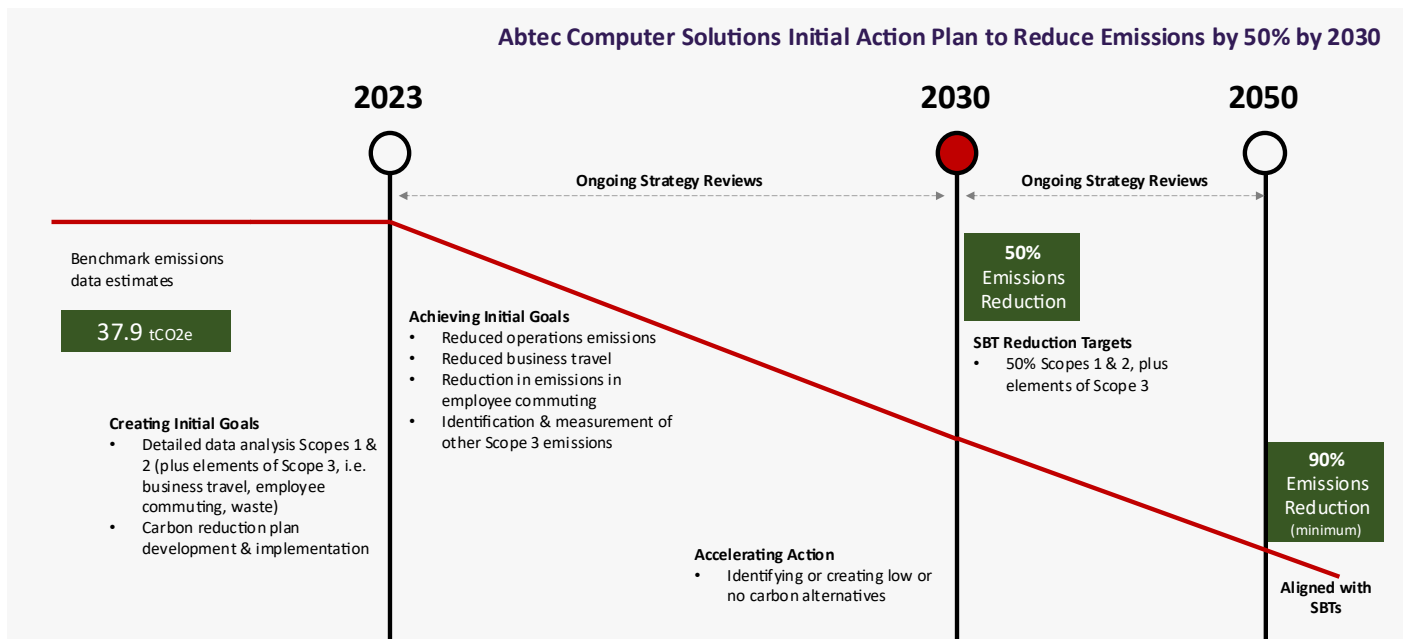 Abtec Computer Solutions Initial Action Plan to Reduce Emissions by 50% by 2030
2023
2030
2050
Ongoing Strategy Reviews
Ongoing Strategy Reviews
Benchmark emissions
data estimates
37.9 tCO2e
Creating Initial Goals
• Detailed data analysis Scopes 1 &
2 (plus elements of Scope 3, i.e.
business travel, employee
commuting, waste)
• Carbon reduction plan
development & implementation
Achieving Initial Goals
• Reduced operations emissions
• Reduced business travel
• Reduction in emissions in
employee commuting
• Identification & measurement of
other Scope 3 emissions
Accelerating Action
• Identifying or creating low or
no carbon alternatives
50%
Emissions
Reduction
SBT Reduction Targets
• 50% Scopes 1 & 2, plus
elements of Scope 3
90%
Emissions
Reduction
(minimum)
Aligned with
SBTs